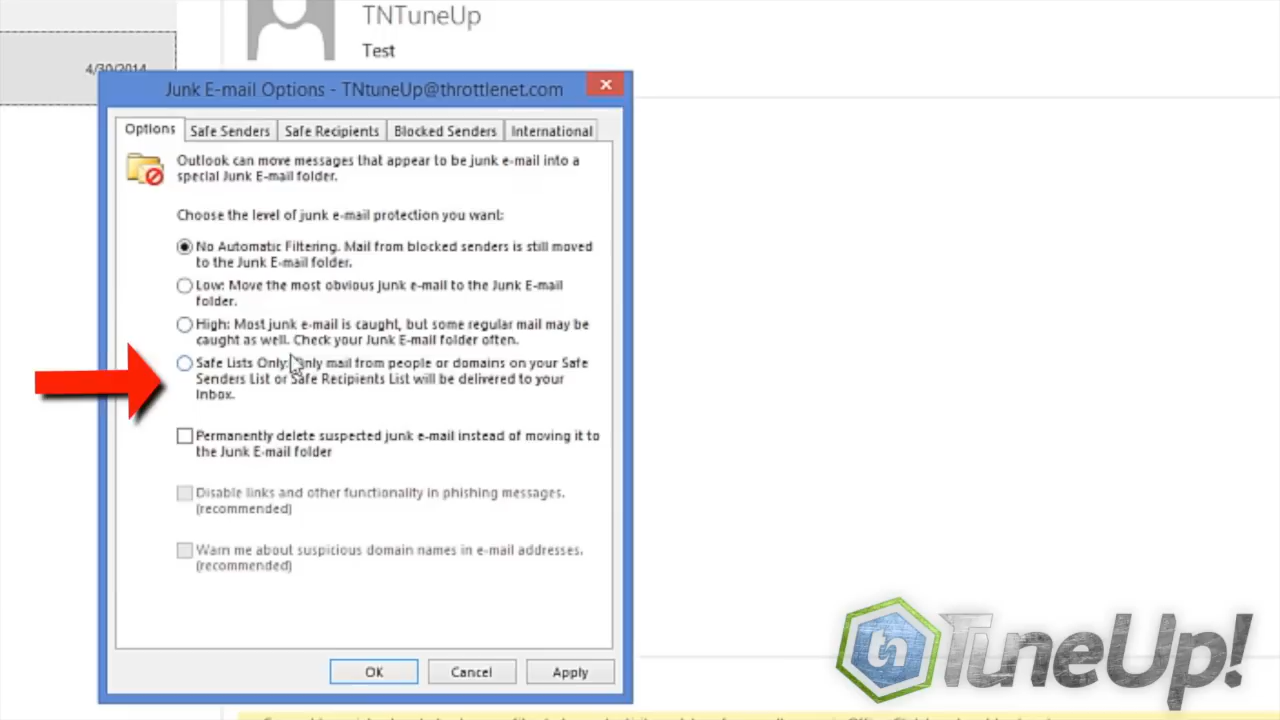 TNTuneUp
Test
4/30/2014
Junk E-mail Options - TNtuneUp@throttlenet.com
Options Safe Senders Safe Recipients Blocked Senders International
Outlook can move messages that appear to be junk e-mail into a
special Junk E-mail folder.
Choose the level of junk e-mail protection you want:
No Automatic Filtering. Mail from blocked senders is still moved
to the Junk E-mail folder.
Low: Move the most obvious junk e-mail to the Junk E-mail
folder.
High: Most junk e-mail is caught, but some regular mail may be
caught as well. Check your Junk E-mail folder often.
Safe Lists Only: Only mail from people or domains on your Safe
Senders List or Safe Recipients List will be delivered to your
Inbox.
Permanently delete suspected junk e-mail instead of moving it to
the Junk E-mail folder
Disable links and other functionality in phishing messages.
(recommended)
Warn me about suspicious domain names in e-mail addresses.
(recommended)
OK Cancel Apply
tn TuneUp!